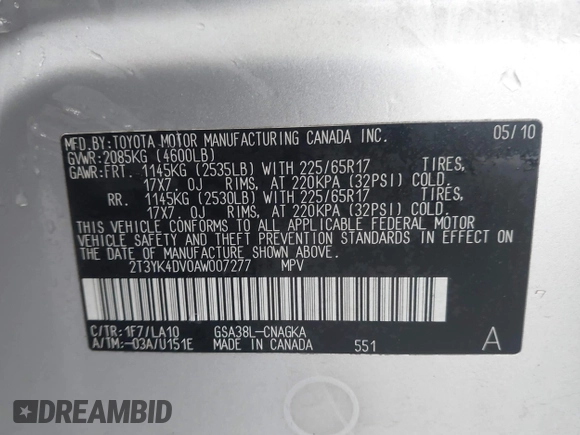 MFD.BY:TOYOTA MOTOR MANUFACTURING CANADA INC. 05/10
GVWR:2085KG (4600LB)
GAWR:FRT. 1145KG (2535LB) WITH 225/65R17 TIRES,
17X7.0J RIMS, AT 220KPA (32PSI) COLD.
RR. 1145KG (2530LB) WITH 225/65R17 TIRES,
17X7.0J RIMS, AT 220KPA (32PSI) COLD.
THIS VEHICLE CONFORMS TO ALL APPLICABLE FEDERAL MOTOR
VEHICLE SAFETY AND THEFT PREVENTION STANDARDS IN EFFECT ON
THE DATE OF MANUFACTURE SHOWN ABOVE.
2T3YK4DV0AW007277 MPV
C/TR:1F7/LA10 GSA38L-CNAGKA
A/TM:-03A/U151E MADE IN CANADA 551 A
DREAMBID